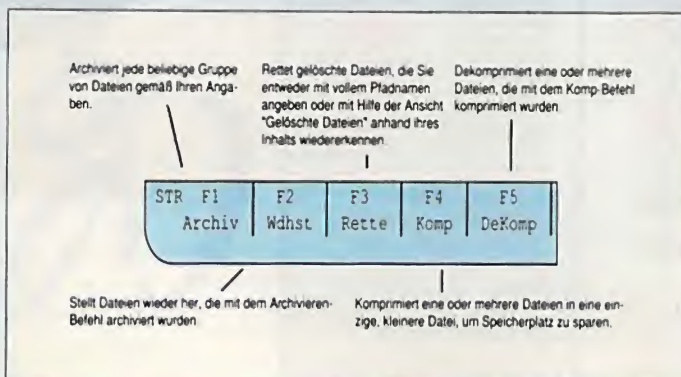 Archiviert jede beliebige Gruppe
von Dateien gemäß Ihren Anga-
ben.
Rettet gelöschte Dateien, die Sie
entweder mit vollem Pfadnamen
angeben oder mit Hilfe der Ansicht
"Gelöschte Dateien" anhand ihres
Inhalts wiedererkennen.
Dekomprimiert eine oder mehrere
Dateien, die mit dem Komp-Befehl
komprimiert wurden.
STR F1 F2 F3 F4 F5
Archiv Wdhst Rette Komp DeKomp
Stellt Dateien wieder her, die mit dem Archivieren-
Befehl archiviert wurden.
Komprimiert eine oder mehrere Dateien in eine ein-
zige, kleinere Datei, um Speicherplatz zu sparen.